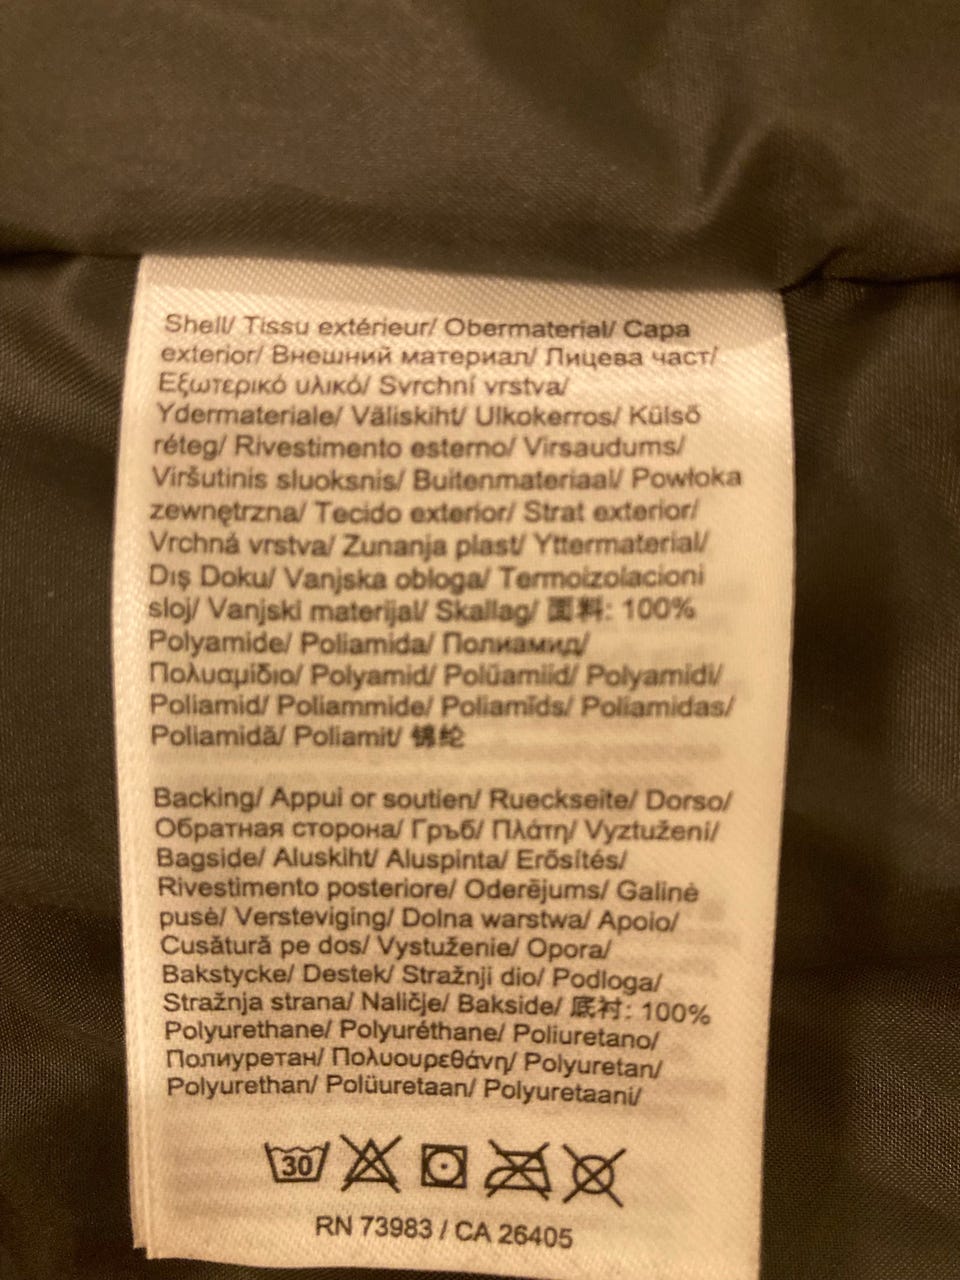 Shell/ Tissu extérieur/ Obermaterial/ Capa
exterior/ Внешний материал/ Лицева част/
Εξωτερικό υλικό/ Svrchní vrstva/
Ydermateriale/ Väliskiht/ Ulkokerros/ Külső
réteg/ Rivestimento esterno/ Virsaudums/
Viršutinis sluoksnis/ Buitenmateriaal/ Powłoka
zewnętrzna/ Tecido exterior/ Strat exterior/
Vrchná vrstva/ Zunanja plast/ Yttermaterial/
Dış Doku/ Vanjska obloga/ Termoizolacioni
sloj/ Vanjski materijal/ Skallag/ 面料: 100%
Polyamide/ Poliamida/ Полиамид/
Πολυαμίδιο/ Polyamid/ Polüamiid/ Polyamidi/
Poliamid/ Poliammide/ Poliamīds/ Poliamidas/
Poliamidă/ Poliamit/ 锦纶
Backing/ Appui or soutien/ Rueckseite/ Dorso/
Обратная сторона/ Гръб/ Πλάτη/ Vyztužení/
Bagside/ Aluskiht/ Aluspinta/ Erősítés/
Rivestimento posteriore/ Oderējums/ Galinė
pusė/ Versteviging/ Dolna warstwa/ Apoio/
Cusătură pe dos/ Vystuženie/ Opora/
Bakstycke/ Destek/ Stražnji dio/ Podloga/
Stražnja strana/ Naličje/ Bakside/ 底衬: 100%
Polyurethane/ Polyuréthane/ Poliuretano/
Полиуретан/ Πολυουρεθάνη/ Polyuretan/
Polyurethan/ Polüuretaan/ Polyuretaani/
30
RN 73983 / CA 26405